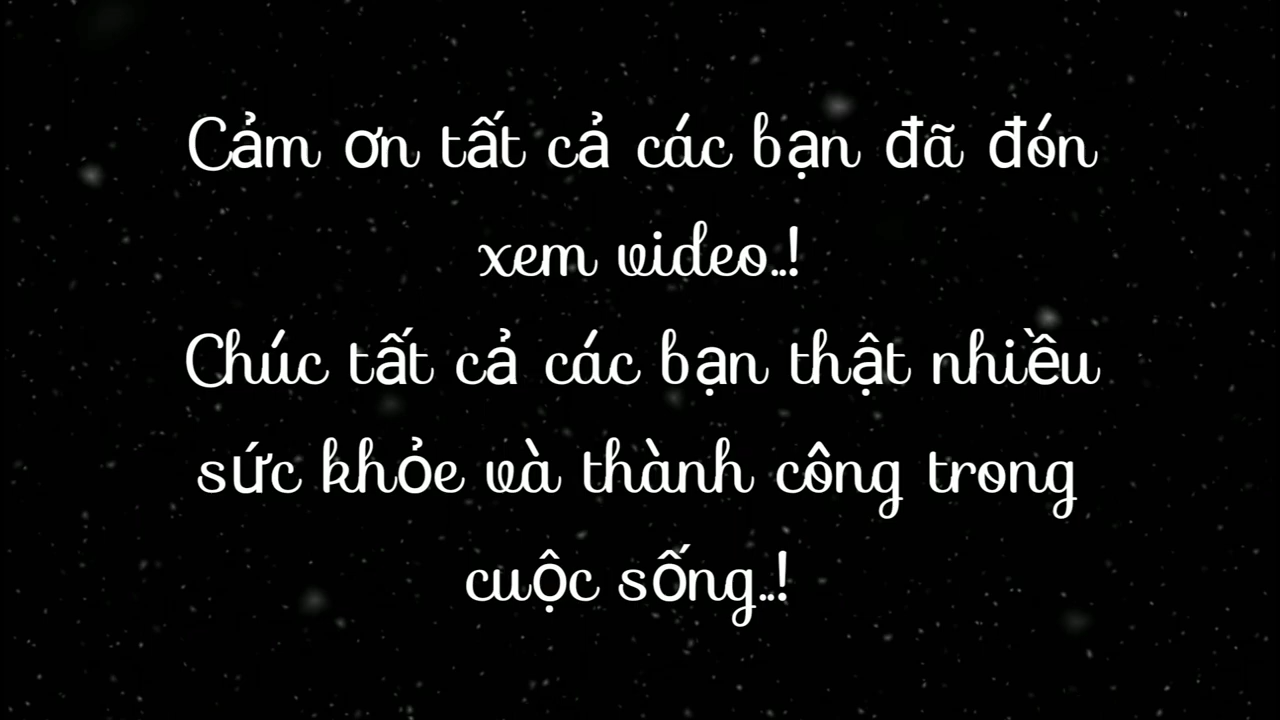 Cảm ơn tất cả các bạn đã đón
xem video..!
Chúc tất cả các bạn thật nhiều
sức khỏe và thành công trong
cuộc sống..!